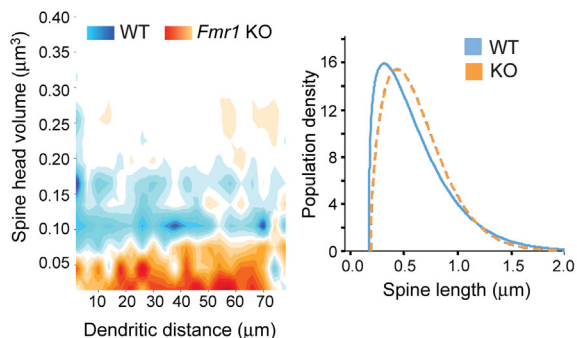 0.40
0.35
0.30
0.25
0.20
0.15
0.10
0.05
Spine head volume (μm³)
WT
Fmr1 KO
10 20 30 40 50 60 70
Dendritic distance (μm)
16
12
8
4
0
Population density
WT
KO
0.0 0.5 1.0 1.5 2.0
Spine length (μm)